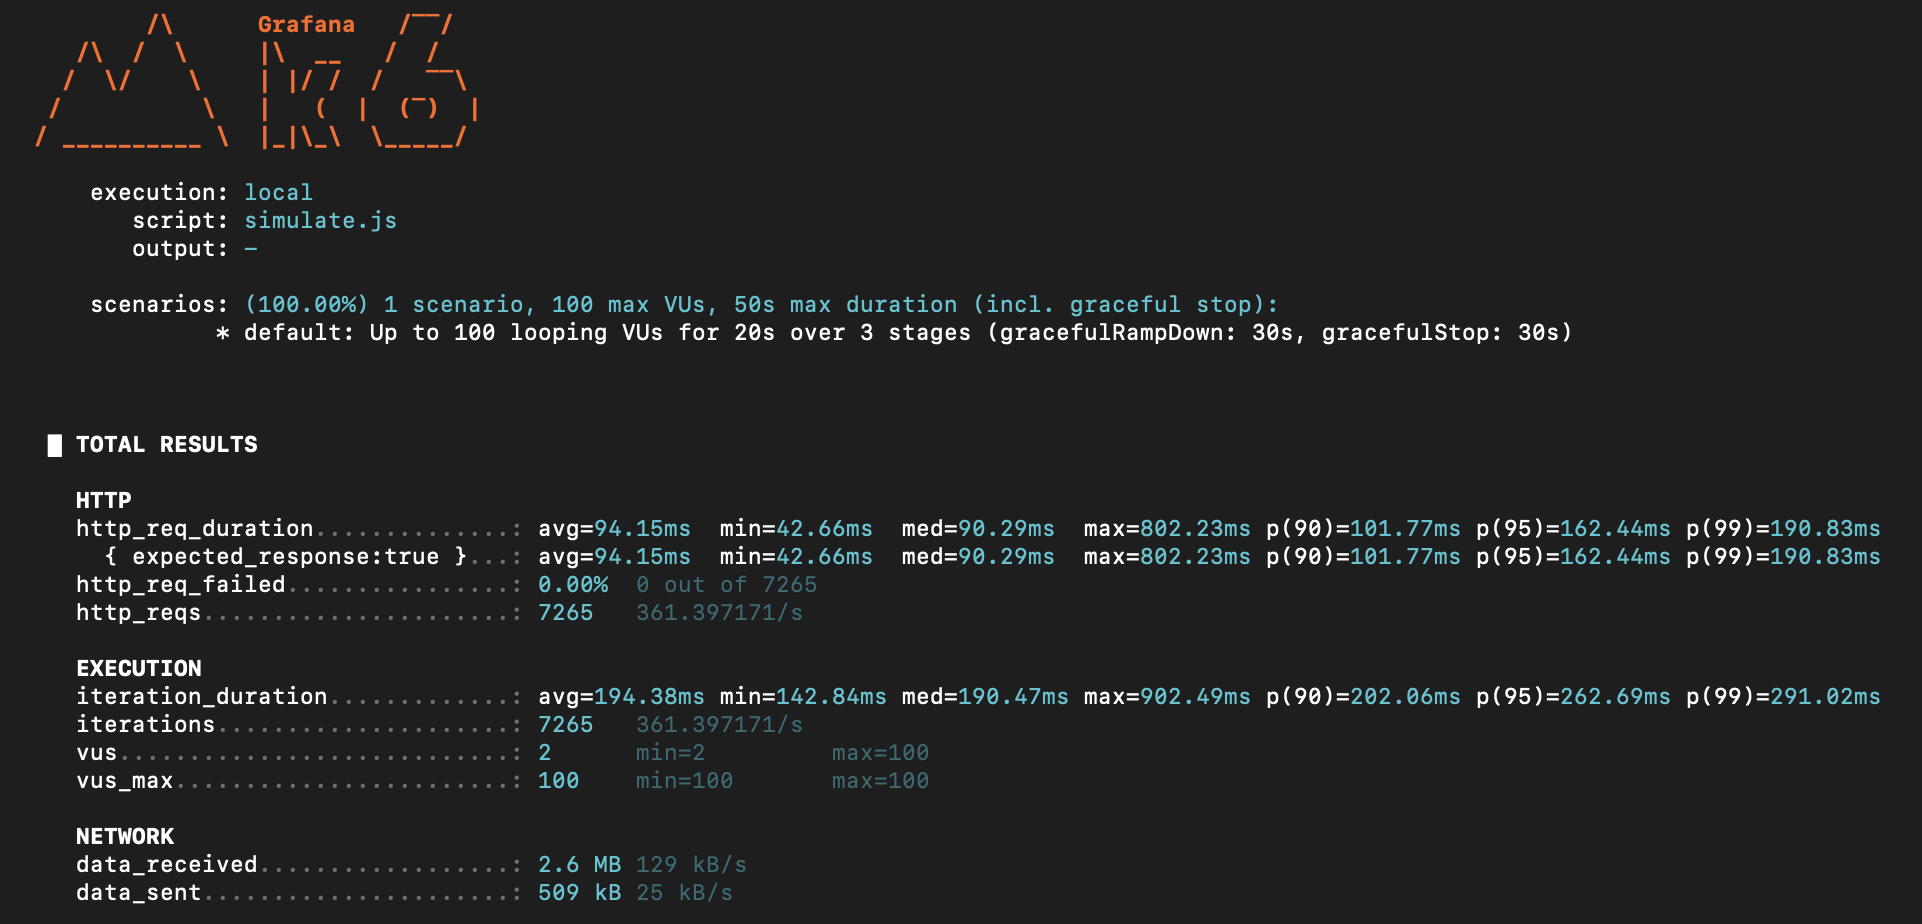 Grafana
execution: local
script: simulate.js
output: -
scenarios: (100.00%) 1 scenario, 100 max VUs, 50s max duration (incl. graceful stop):
* default: Up to 100 looping VUs for 20s over 3 stages (gracefulRampDown: 30s, gracefulStop: 30s)
█ TOTAL RESULTS
HTTP
http_req_duration..............: avg=94.15ms  min=42.66ms  med=90.29ms  max=802.23ms p(90)=101.77ms p(95)=162.44ms p(99)=190.83ms
{ expected_response:true }...: avg=94.15ms  min=42.66ms  med=90.29ms  max=802.23ms p(90)=101.77ms p(95)=162.44ms p(99)=190.83ms
http_req_failed................: 0.00%  0 out of 7265
http_reqs......................: 7265   361.397171/s
EXECUTION
iteration_duration.............: avg=194.38ms min=142.84ms med=190.47ms max=902.49ms p(90)=202.06ms p(95)=262.69ms p(99)=291.02ms
iterations.....................: 7265   361.397171/s
vus............................: 2      min=2         max=100
vus_max........................: 100    min=100       max=100
NETWORK
data_received..................: 2.6 MB 129 kB/s
data_sent......................: 509 kB 25 kB/s